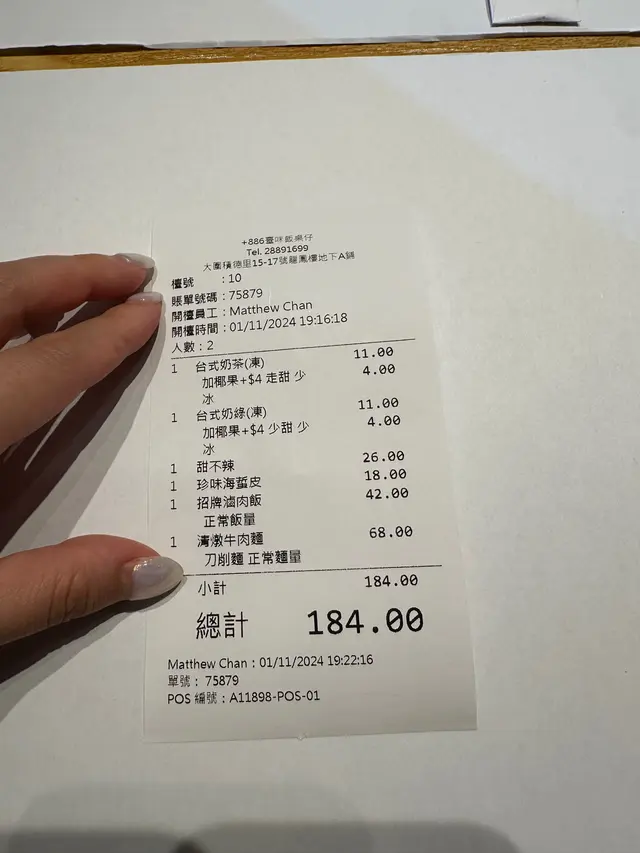 +886臺味飯桌仔
Tel. 28891699
大圍積德里15-17號龍鳳樓地下A舖
檯號 : 10
賬單號碼 : 75879
開檯員工 : Matthew Chan
開檯時間 : 01/11/2024 19:16:18
人數 : 2
1 台式奶茶(凍) 11.00
加椰果+$4 走甜 少 4.00
冰
1 台式奶綠(凍) 11.00
加椰果+$4 少甜 少 4.00
冰
1 甜不辣 26.00
1 珍味海蜇皮 18.00
1 招牌滷肉飯 42.00
正常飯量
1 清燉牛肉麵 68.00
刀削麵 正常麵量
小計 184.00
總計 184.00
Matthew Chan : 01/11/2024 19:22:16
單號 : 75879
POS 編號 : A11898-POS-01